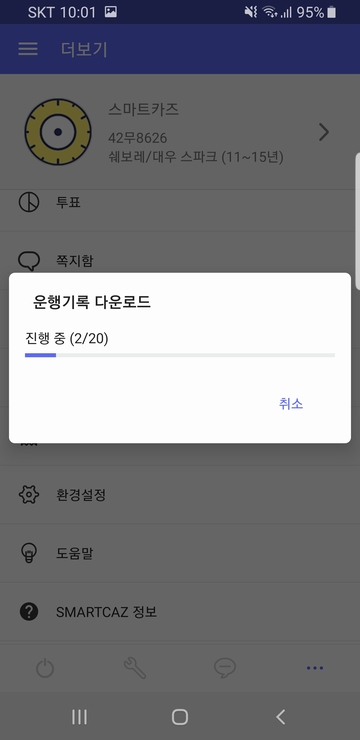 SKT 10:01 95%
더보기
스마트카즈
42무8626
쉐보레/대우 스파크 (11~15년)
투표
쪽지함
운행기록 다운로드
진행 중 (2/20)
취소
환경설정
도움말
SMARTCAZ 정보